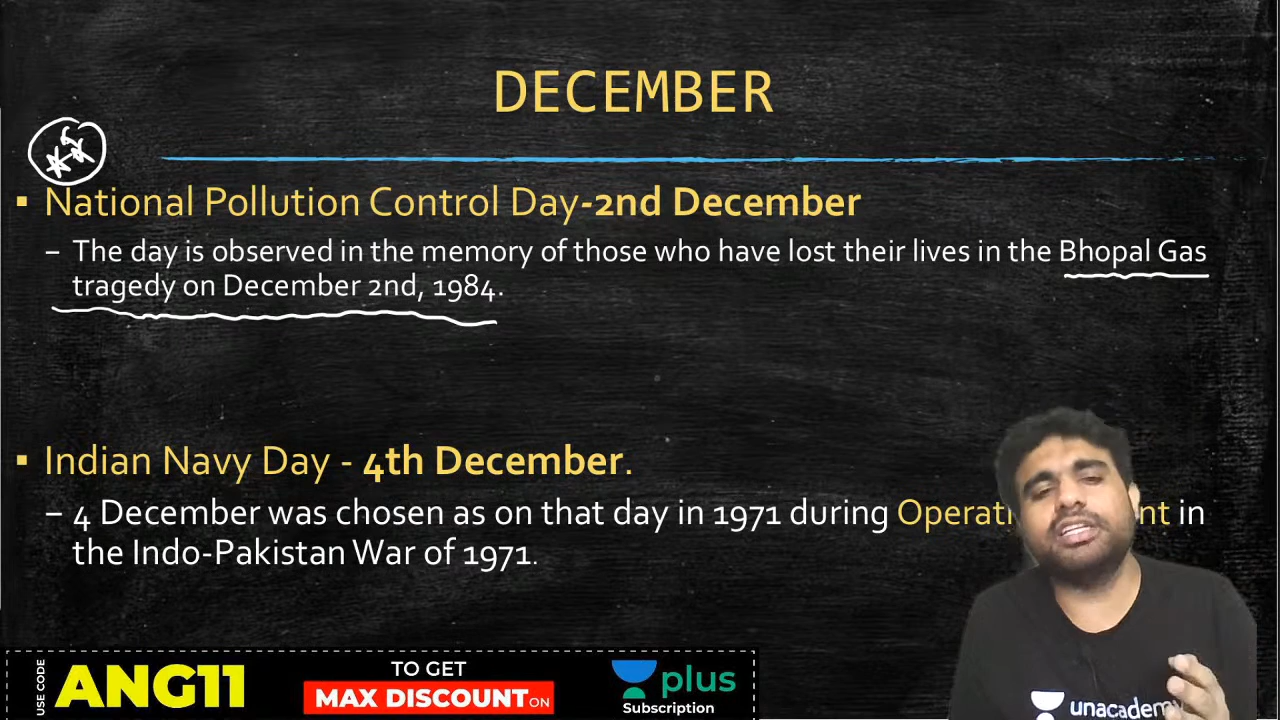 DECEMBER
▪ National Pollution Control Day-2nd December
– The day is observed in the memory of those who have lost their lives in the Bhopal Gas
tragedy on December 2nd, 1984.
▪ Indian Navy Day - 4th December.
– 4 December was chosen as on that day in 1971 during in
the Indo-Pakistan War of 1971.
USE CODE
ANG11
TO GET
MAX DISCOUNT ON
plus
Subscription
unacademy